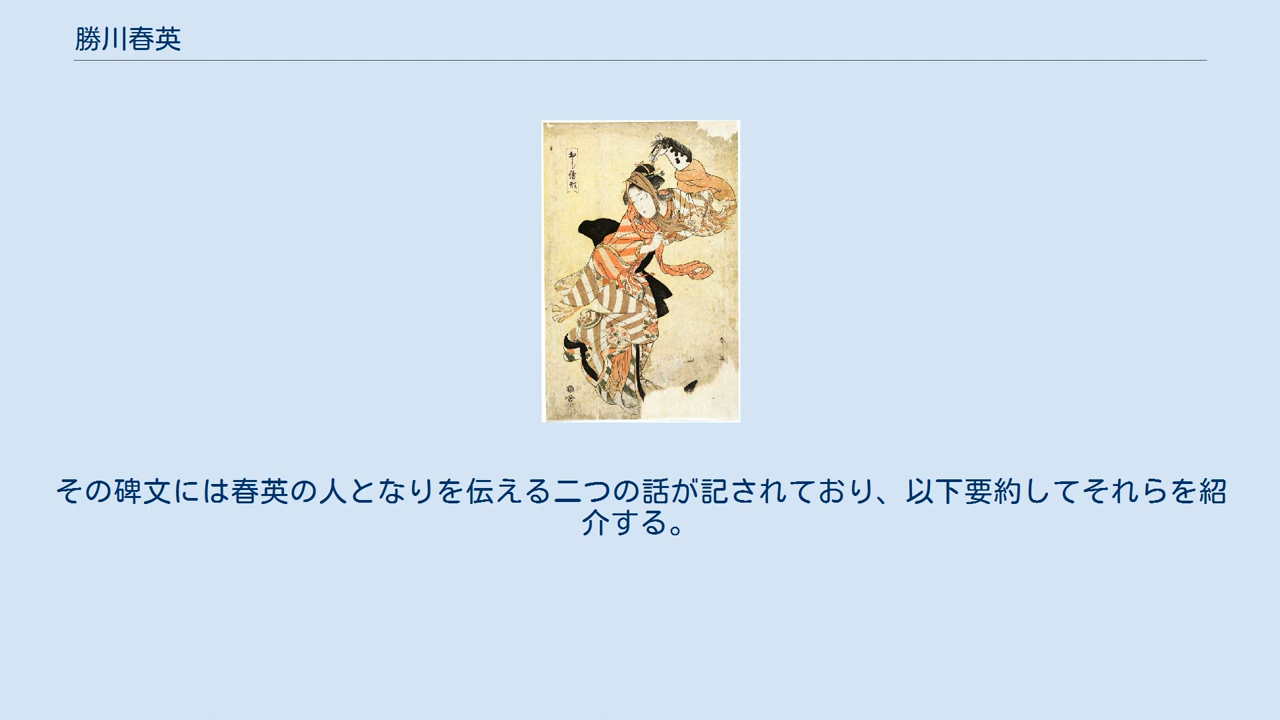 勝川春英
その碑文には春英の人となりを伝える二つの話が記されており、以下要約してそれらを紹
介する。